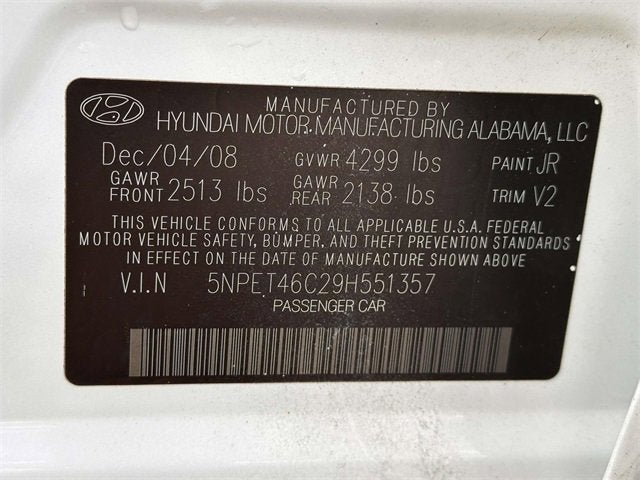 MANUFACTURED BY
HYUNDAI MOTOR MANUFACTURING ALABAMA, LLC
Dec/04/08 GVWR 4299 lbs PAINT JR
GAWR FRONT 2513 lbs GAWR REAR 2138 lbs TRIM V2
THIS VEHICLE CONFORMS TO ALL APPLICABLE U.S.A. FEDERAL
MOTOR VEHICLE SAFETY, BUMPER, AND THEFT PREVENTION STANDARDS
IN EFFECT ON THE DATE OF MANUFACTURE SHOWN ABOVE.
V.I.N 5NPET46C29H551357
PASSENGER CAR